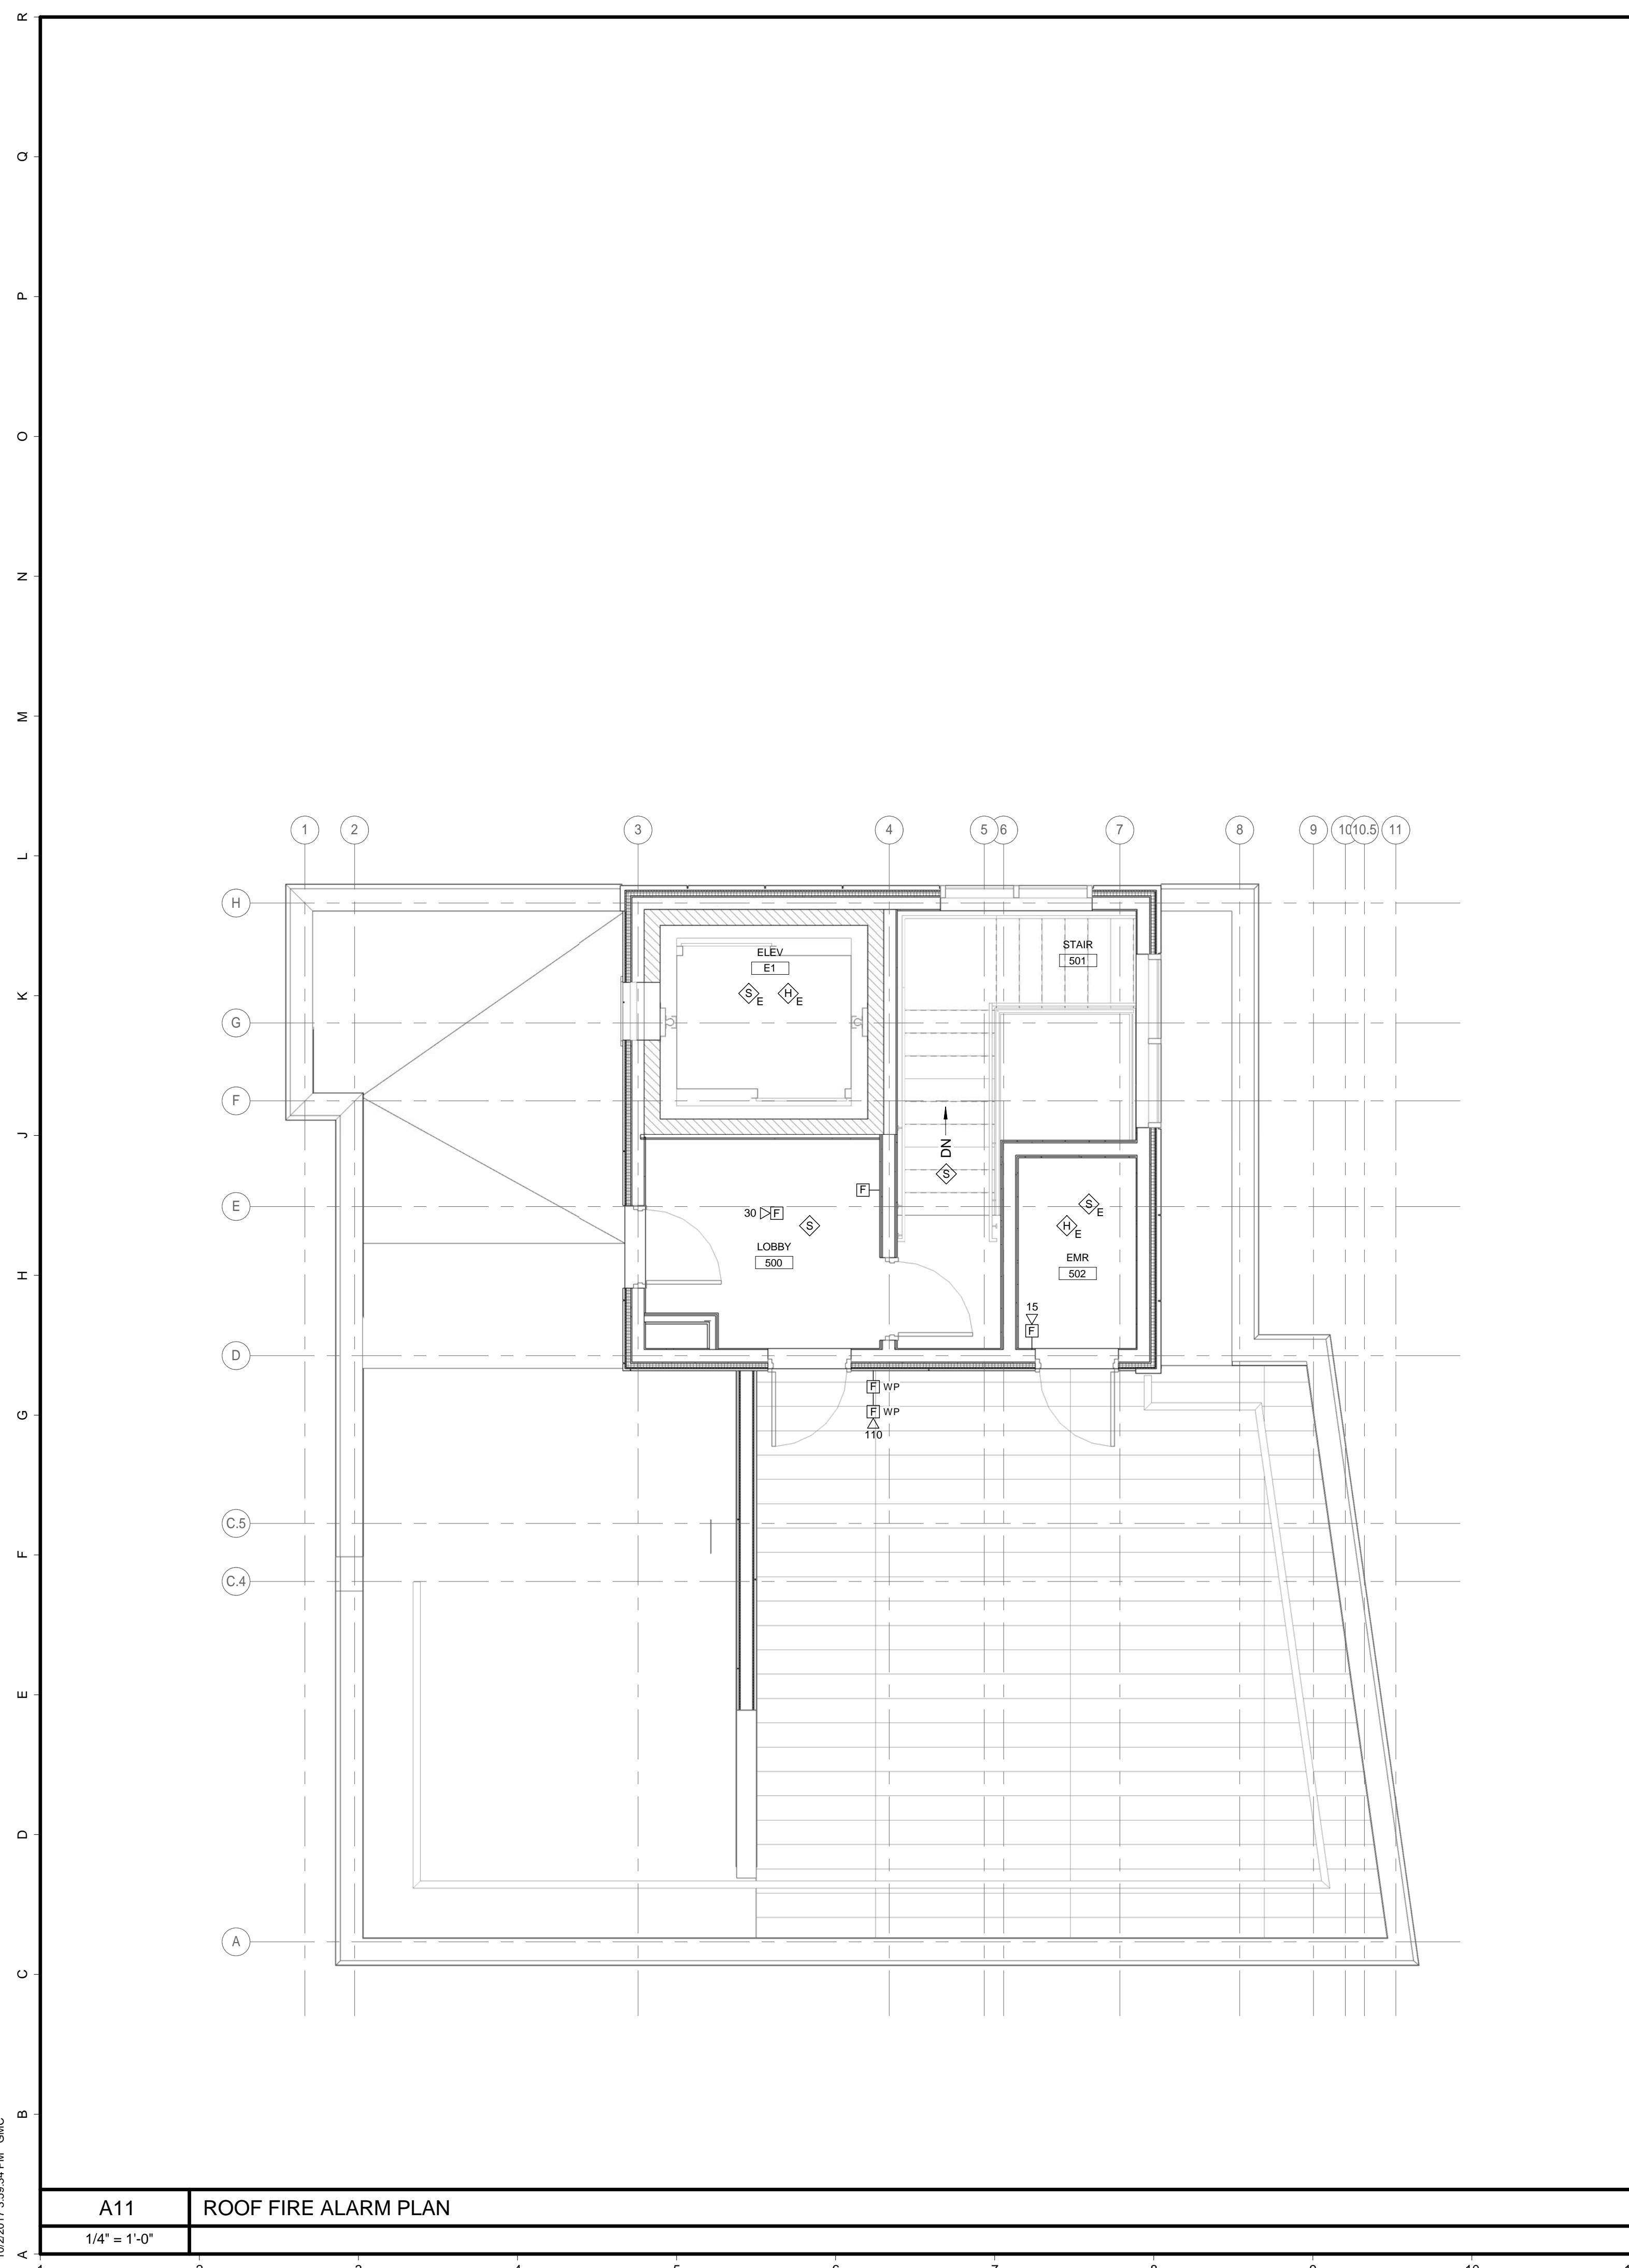 R
Q
P
O
N
M
L
K
J
H
G
F
E
D
C
B
A
1 2 3 4 5 6 7 8 9 10 10.5 11
H
G
F
E
D
C.5
C.4
A
ELEV
E1
S E H E
STAIR
501
DN
S
F
30 F
S
LOBBY
500
S E
H E
EMR
502
15
F
F WP
F WP
110
A11 ROOF FIRE ALARM PLAN
1/4" = 1'-0"